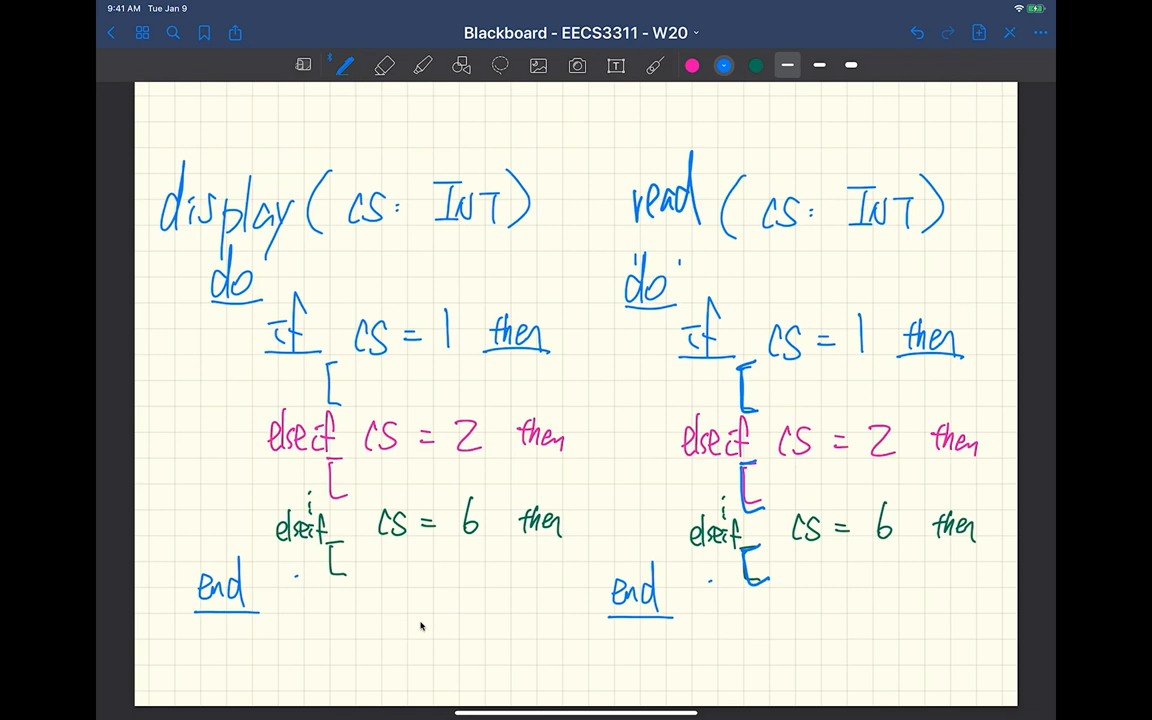 9:41 AM Tue Jan 9
Blackboard - EECS3311 - W20
display (CS: INT)
do
if CS = 1 then
elseif CS = 2 then
elseif CS = 6 then
end
read (CS: INT)
do
if CS = 1 then
elseif CS = 2 then
elseif CS = 6 then
end